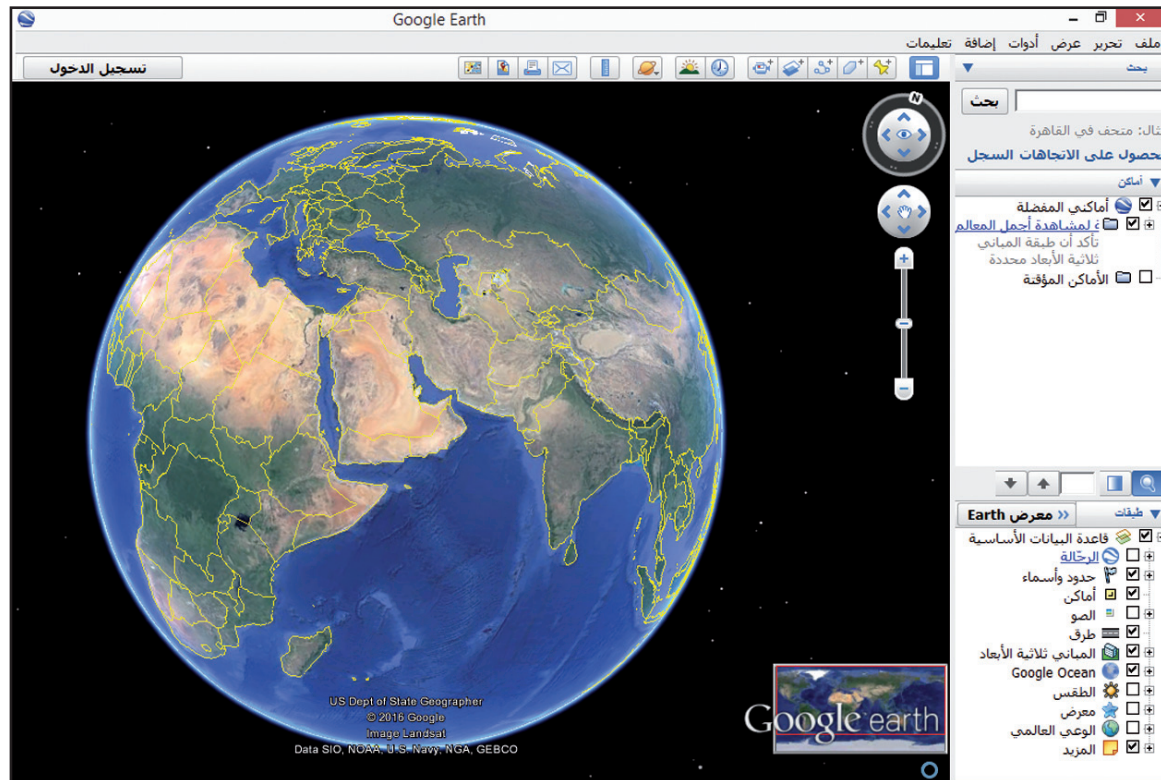 Google Earth
ملف تحرير عرض أدوات إضافة تعليمات
تسجيل الدخول
بحث
بحث
ثال: متحف في القاهرة
حصول على الاتجاهات السجل
أماكن
أماكني المفضلة
ة لمشاهدة أجمل المعالم
تأكد أن طبقة المباني
ثلاثية الأبعاد محددة
الأماكن المؤقتة
طبقات
معرض Earth
قاعدة البيانات الأساسية
الرحّالة
حدود وأسماء
أماكن
الصو
طرق
المباني ثلاثية الأبعاد
Google Ocean
الطقس
معرض
الوعي العالمي
المزيد
N
US Dept of State Geographer
© 2016 Google
Image Landsat
Data SIO, NOAA, U.S. Navy, NGA, GEBCO
Google earth